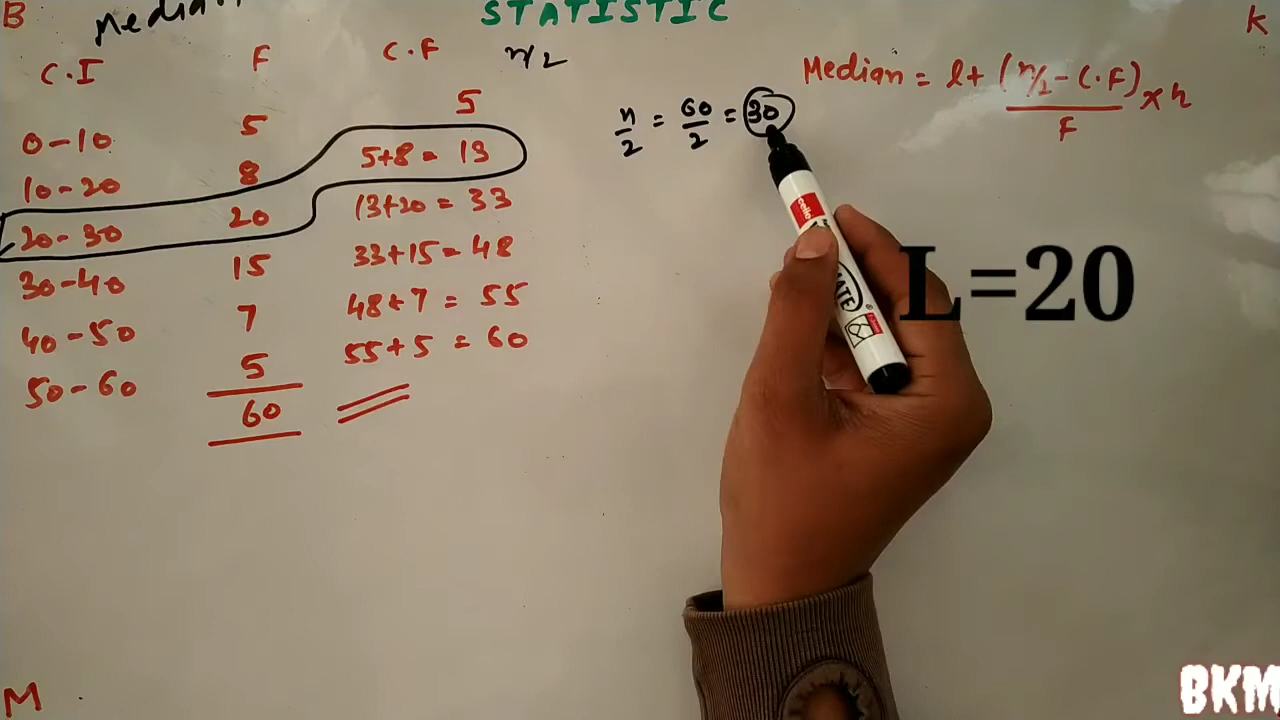 B
STATISTIC
K
Median
C.I F C.F n/2
Median = l + (n/2 - C.F) x h
F
0-10 5 5
10-20 8 5+8 = 13
20-30 20 13+20 = 33
30-40 15 33+15 = 48
40-50 7 48+7 = 55
50-60 5 55+5 = 60
60
n/2 = 60/2 = 30
cello
L=20
M
BKM